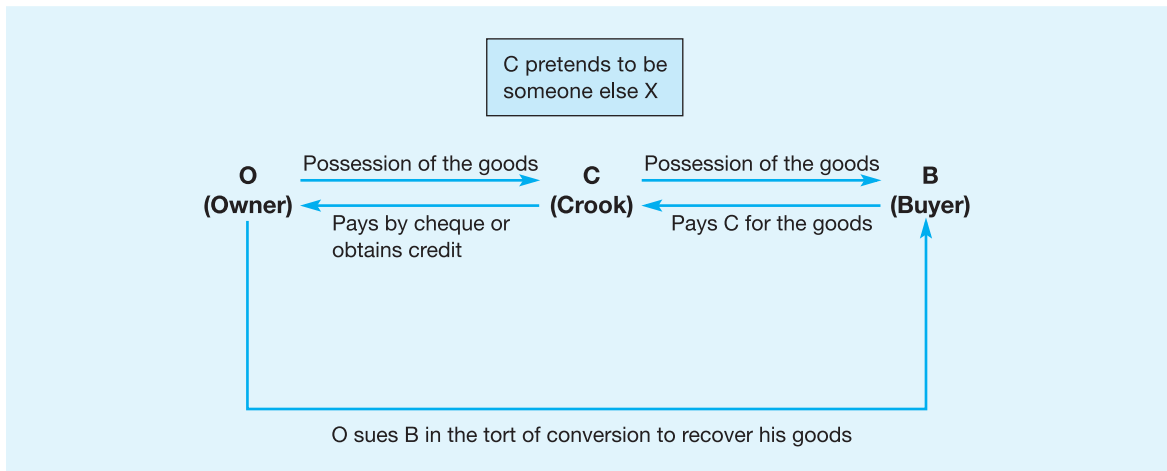 C pretends to be
someone else X
Possession of the goods
Possession of the goods
O
C
B
(Owner)
(Crook)
(Buyer)
Pays by cheque or
obtains credit
Pays C for the goods
O sues B in the tort of conversion to recover his goods